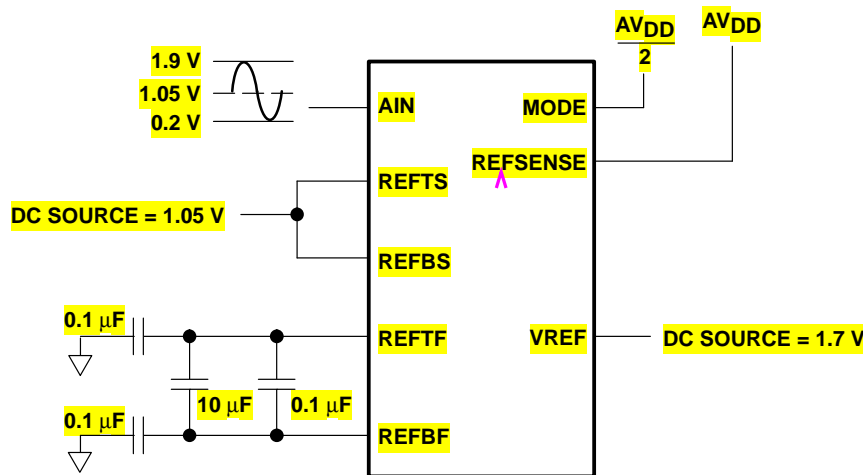 AVDD
2
AVDD
1.9 V
1.05 V
0.2 V
AIN
MODE
REFSENSE
REFTS
DC SOURCE = 1.05 V
REFBS
0.1 μF
REFTF
VREF
DC SOURCE = 1.7 V
10 μF
0.1 μF
0.1 μF
REFBF